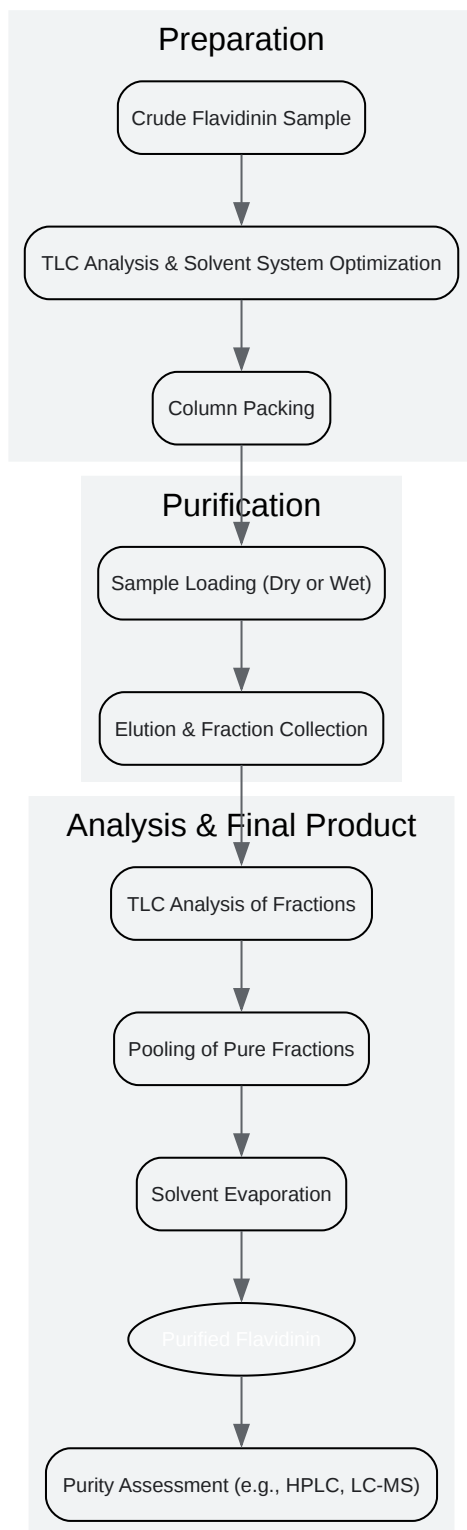 Preparation
Crude Flavidinin Sample
TLC Analysis & Solvent System Optimization
Column Packing
Purification
Sample Loading (Dry or Wet)
Elution & Fraction Collection
Analysis & Final Product
TLC Analysis of Fractions
Pooling of Pure Fractions
Solvent Evaporation
Purified Flavidinin
Purity Assessment (e.g., HPLC, LC-MS)